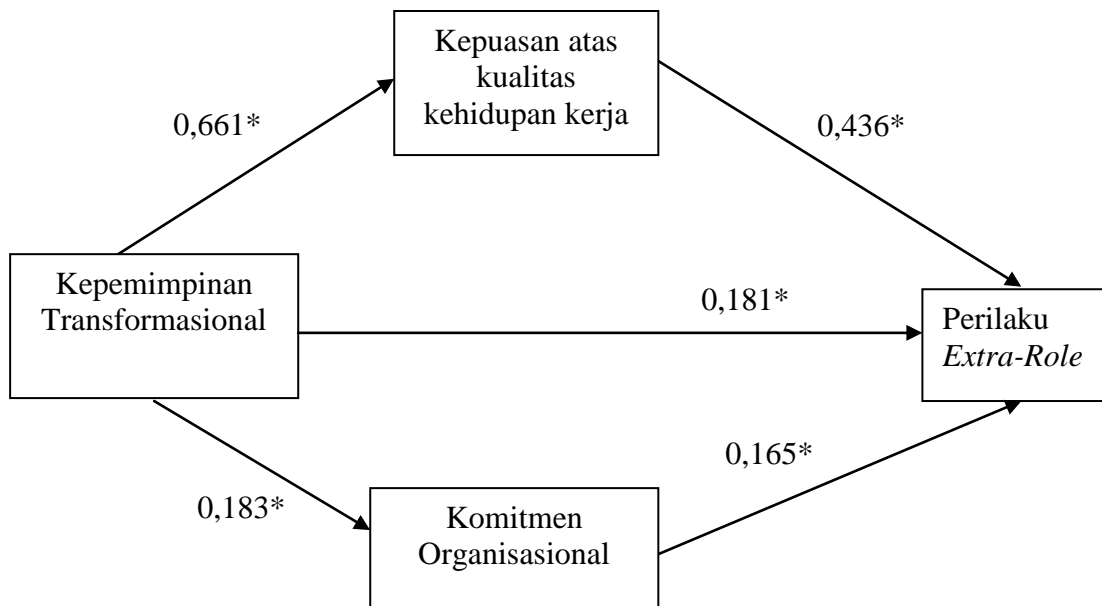 Kepuasan atas
kualitas
kehidupan kerja
0,661*
0,436*
Kepemimpinan
Transformasional
0,181*
Perilaku
Extra-Role
0,165*
0,183*
Komitmen
Organisasional